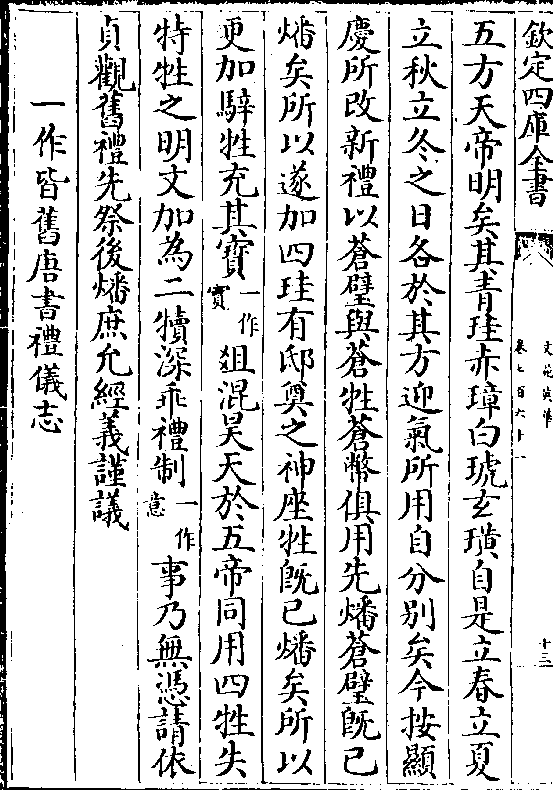 欽定四庫全書
文苑英華
卷七百六十一
十三
五方天帝明矣其青珪赤璋白琥玄璜自是立春立夏
立秋立冬之日各於其方迎氣所用自分别矣今按顯
慶所改新禮以蒼璧與蒼牲蒼幣俱用先燔蒼璧既已
燔矣所以遂加四珪有邸奠之神座牲既已燔矣所以
更加騂牲充其寳一作實俎混昊天於五帝同用四牲失
特牲之明文加為二犢深乖禮制一作意事乃無憑請依
貞觀舊禮先祭後燔庶允經義謹議
一作皆舊唐書禮儀志